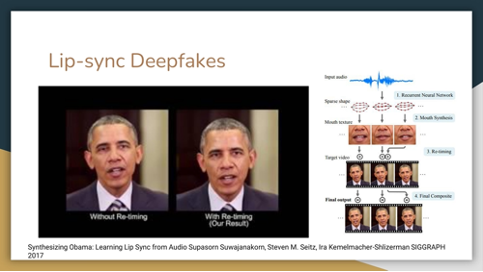 Lip-sync Deepfakes
Input audio
1. Recurrent Neural Network
Sparse shape
2. Mouth Synthesis
Mouth texture
3. Re-timing
Target video
4. Final Composite
Final output
Without Re-timing
With Re-timing
(Our Result)
Synthesizing Obama: Learning Lip Sync from Audio Supasorn Suwajanakorn, Steven M. Seitz, Ira Kemelmacher-Shlizerman SIGGRAPH
2017